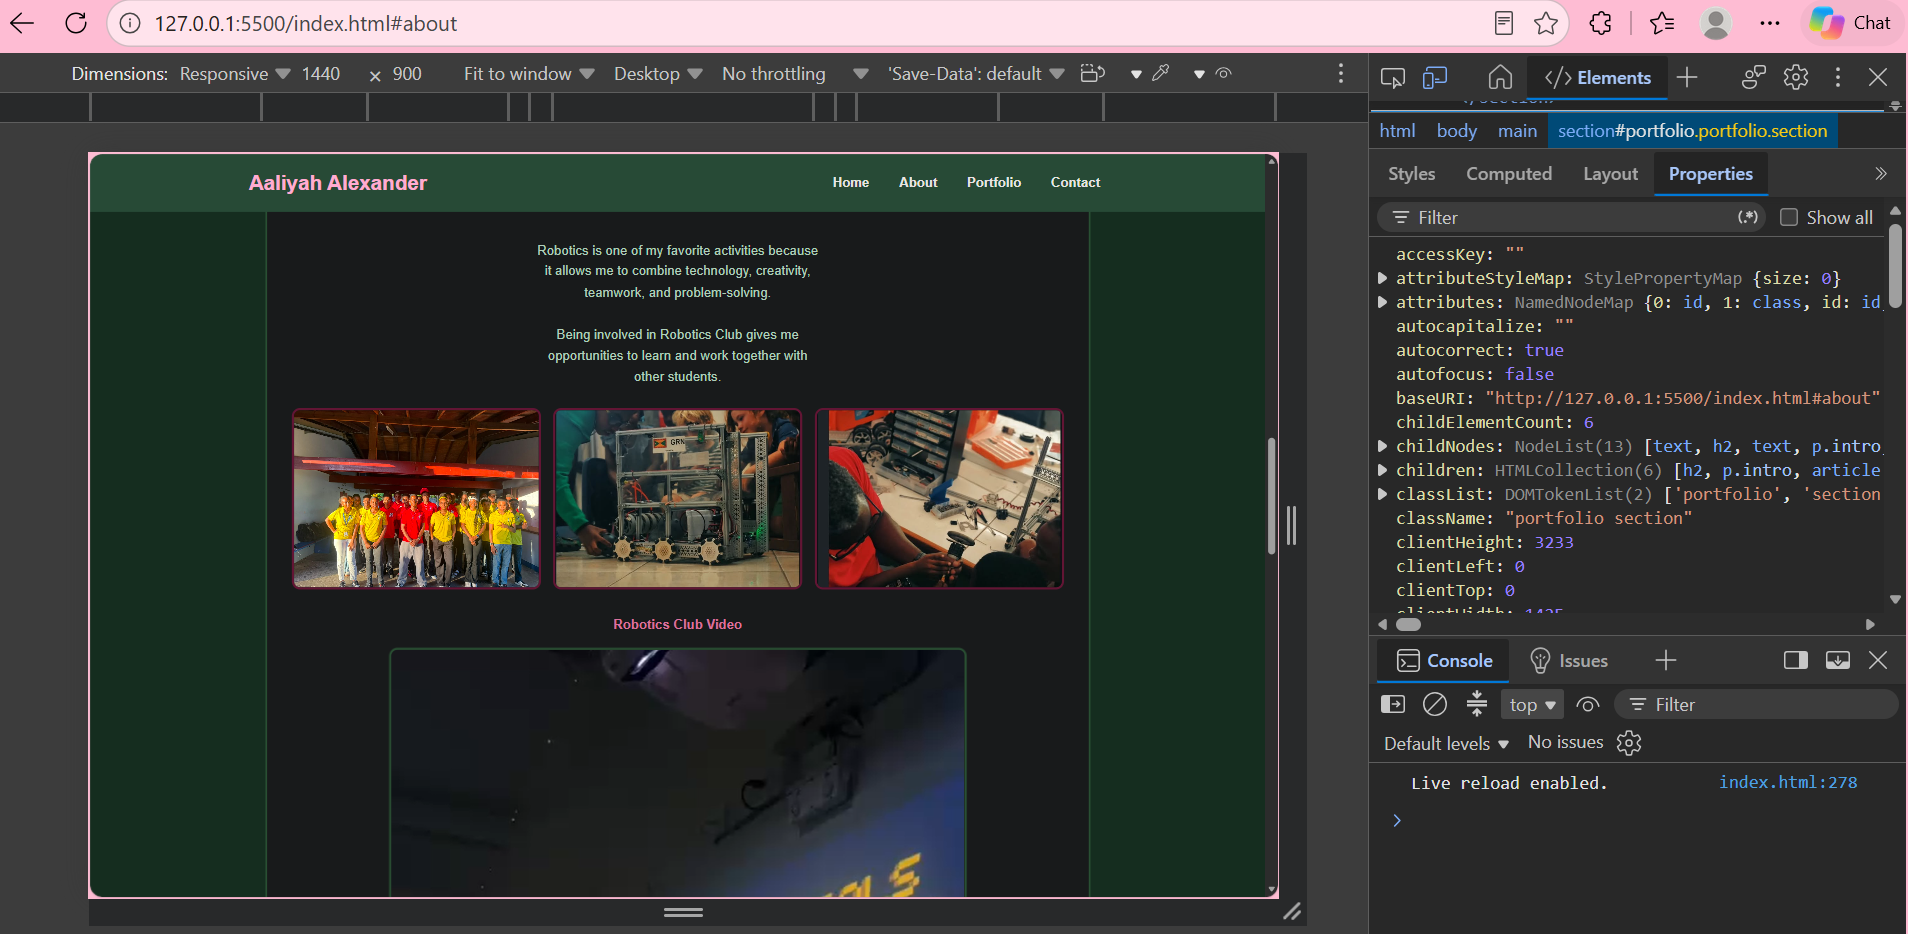 127.0.0.1:5500/index.html#about
Chat
Dimensions: Responsive 1440 × 900 Fit to window Desktop No throttling 'Save-Data': default
Elements
html body main section#portfolio.portfolio.section
Styles Computed Layout Properties
Filter (.*) Show all
accessKey: ""
attributeStyleMap: StylePropertyMap {size: 0}
attributes: NamedNodeMap {0: id, 1: class, id: id
autocapitalize: ""
autocorrect: true
autofocus: false
baseURI: "http://127.0.0.1:5500/index.html#about"
childElementCount: 6
childNodes: NodeList(13) [text, h2, text, p.intro
children: HTMLCollection(6) [h2, p.intro, article
classList: DOMTokenList(2) ['portfolio', 'section
className: "portfolio section"
clientHeight: 3233
clientLeft: 0
clientTop: 0
Console Issues
top Filter
Default levels No issues
Live reload enabled. index.html:278
Aaliyah Alexander
Home About Portfolio Contact
Robotics is one of my favorite activities because
it allows me to combine technology, creativity,
teamwork, and problem-solving.
Being involved in Robotics Club gives me
opportunities to learn and work together with
other students.
GRN
Robotics Club Video